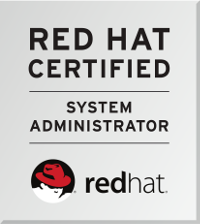 RED HAT
CERTIFIED
SYSTEM
ADMINISTRATOR
redhat.